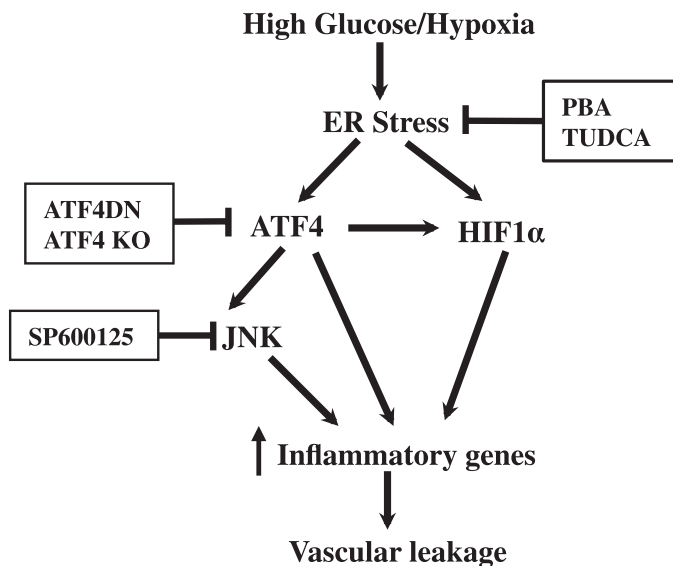 High Glucose/Hypoxia
ER Stress
PBA
TUDCA
ATF4DN
ATF4 KO
ATF4
HIF1α
SP600125
JNK
Inflammatory genes
Vascular leakage